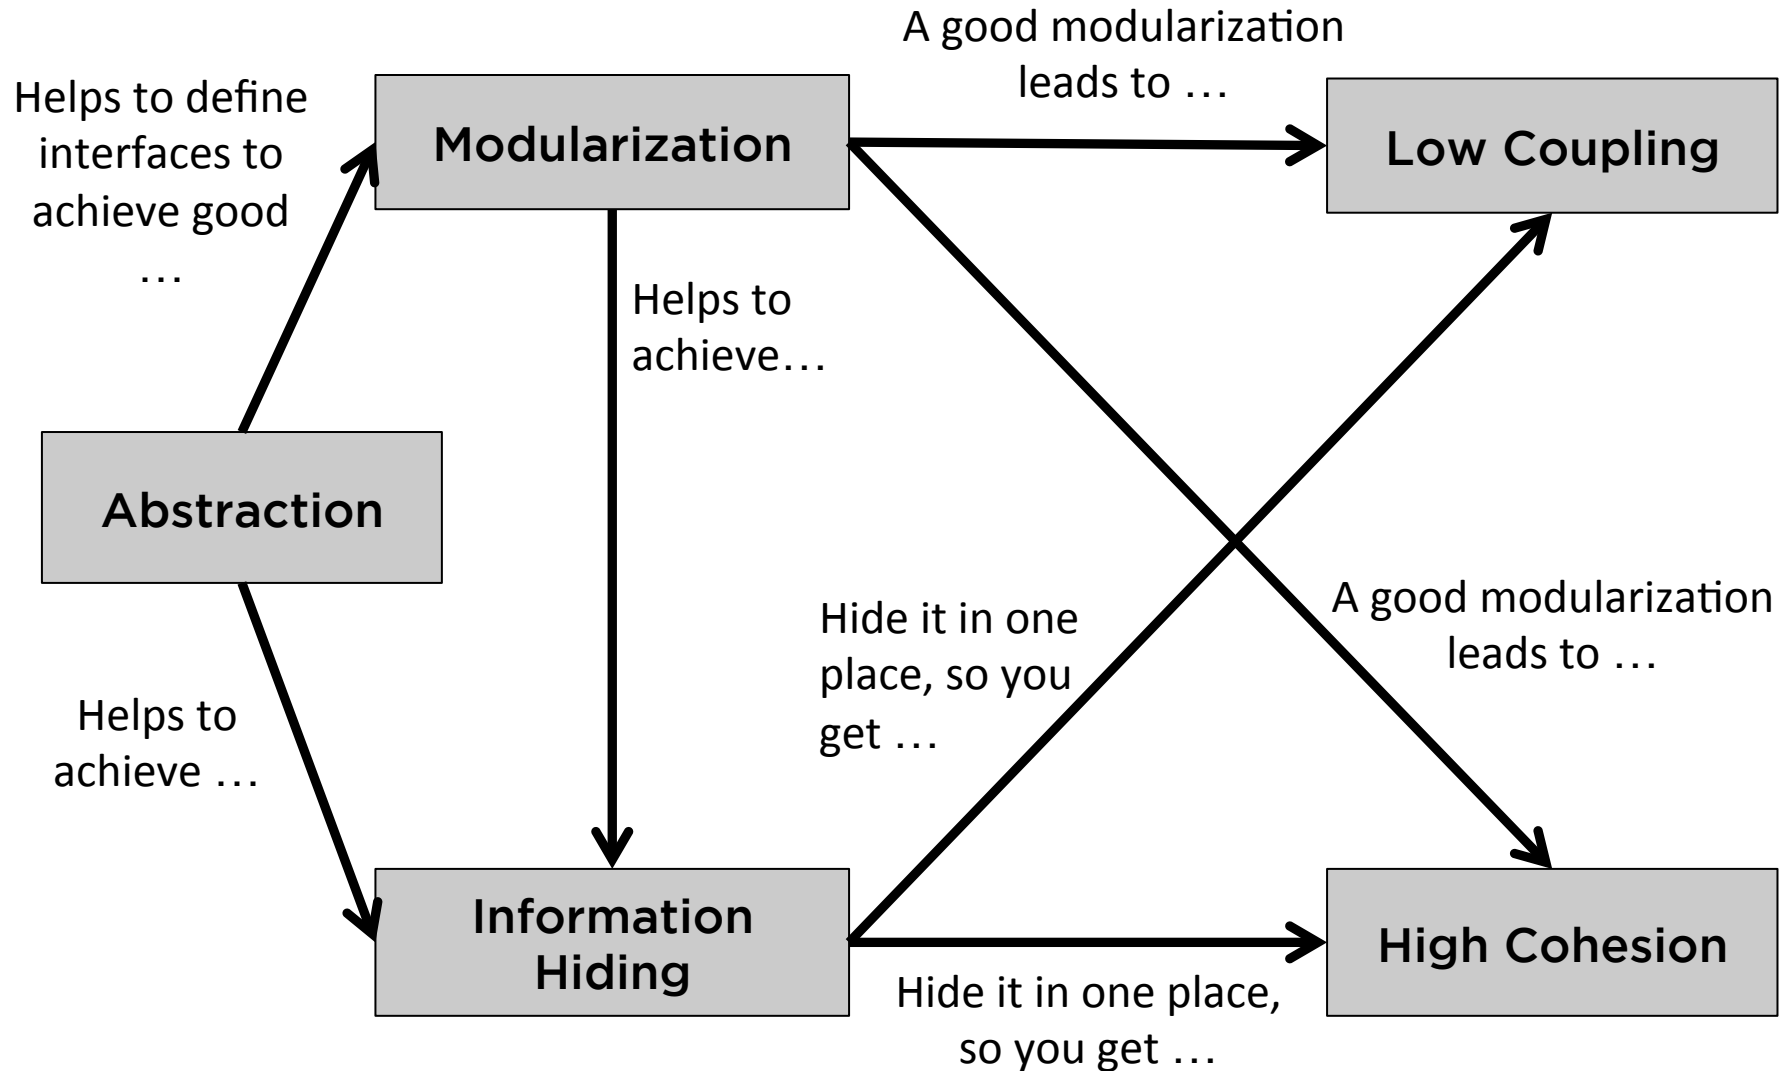 A good modularization
leads to …
Helps to define
interfaces to
achieve good
…
Modularization
Low Coupling
Helps to
achieve…
Abstraction
Hide it in one
place, so you
get …
A good modularization
leads to …
Helps to
achieve …
Information
Hiding
High Cohesion
Hide it in one place,
so you get …